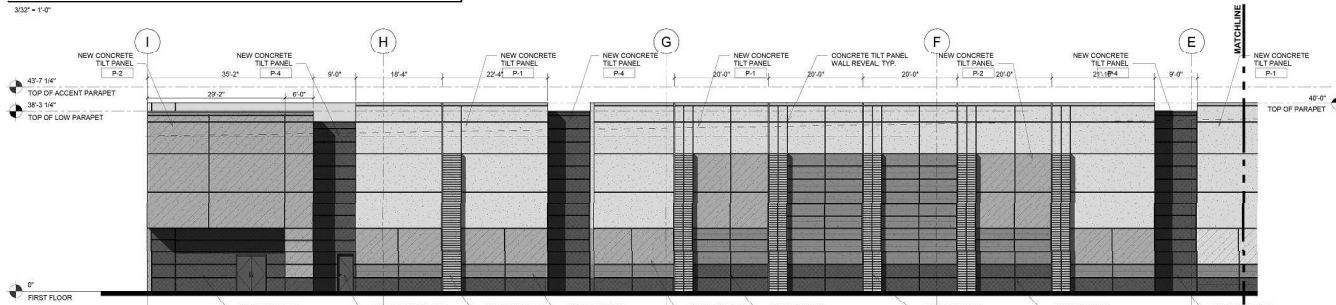 3/32" = 1'-0"
I
H
G
F
E
MATCHLINE
NEW CONCRETE
TILT PANEL
P-2
NEW CONCRETE
TILT PANEL
P-4
NEW CONCRETE
TILT PANEL
P-1
NEW CONCRETE
TILT PANEL
P-4
NEW CONCRETE
TILT PANEL
P-1
CONCRETE TILT PANEL
WALL REVEAL, TYP.
NEW CONCRETE
TILT PANEL
P-2
NEW CONCRETE
TILT PANEL
P-4
NEW CONCRETE
TILT PANEL
P-1
35'-2"
9'-0"
18'-4"
22'-4"
20'-0"
20'-0"
20'-0"
20'-0"
9'-0"
29'-2"
6'-0"
43'-7 1/4"
TOP OF ACCENT PARAPET
38'-3 1/4"
TOP OF LOW PARAPET
40'-0"
TOP OF PARAPET
0"
FIRST FLOOR